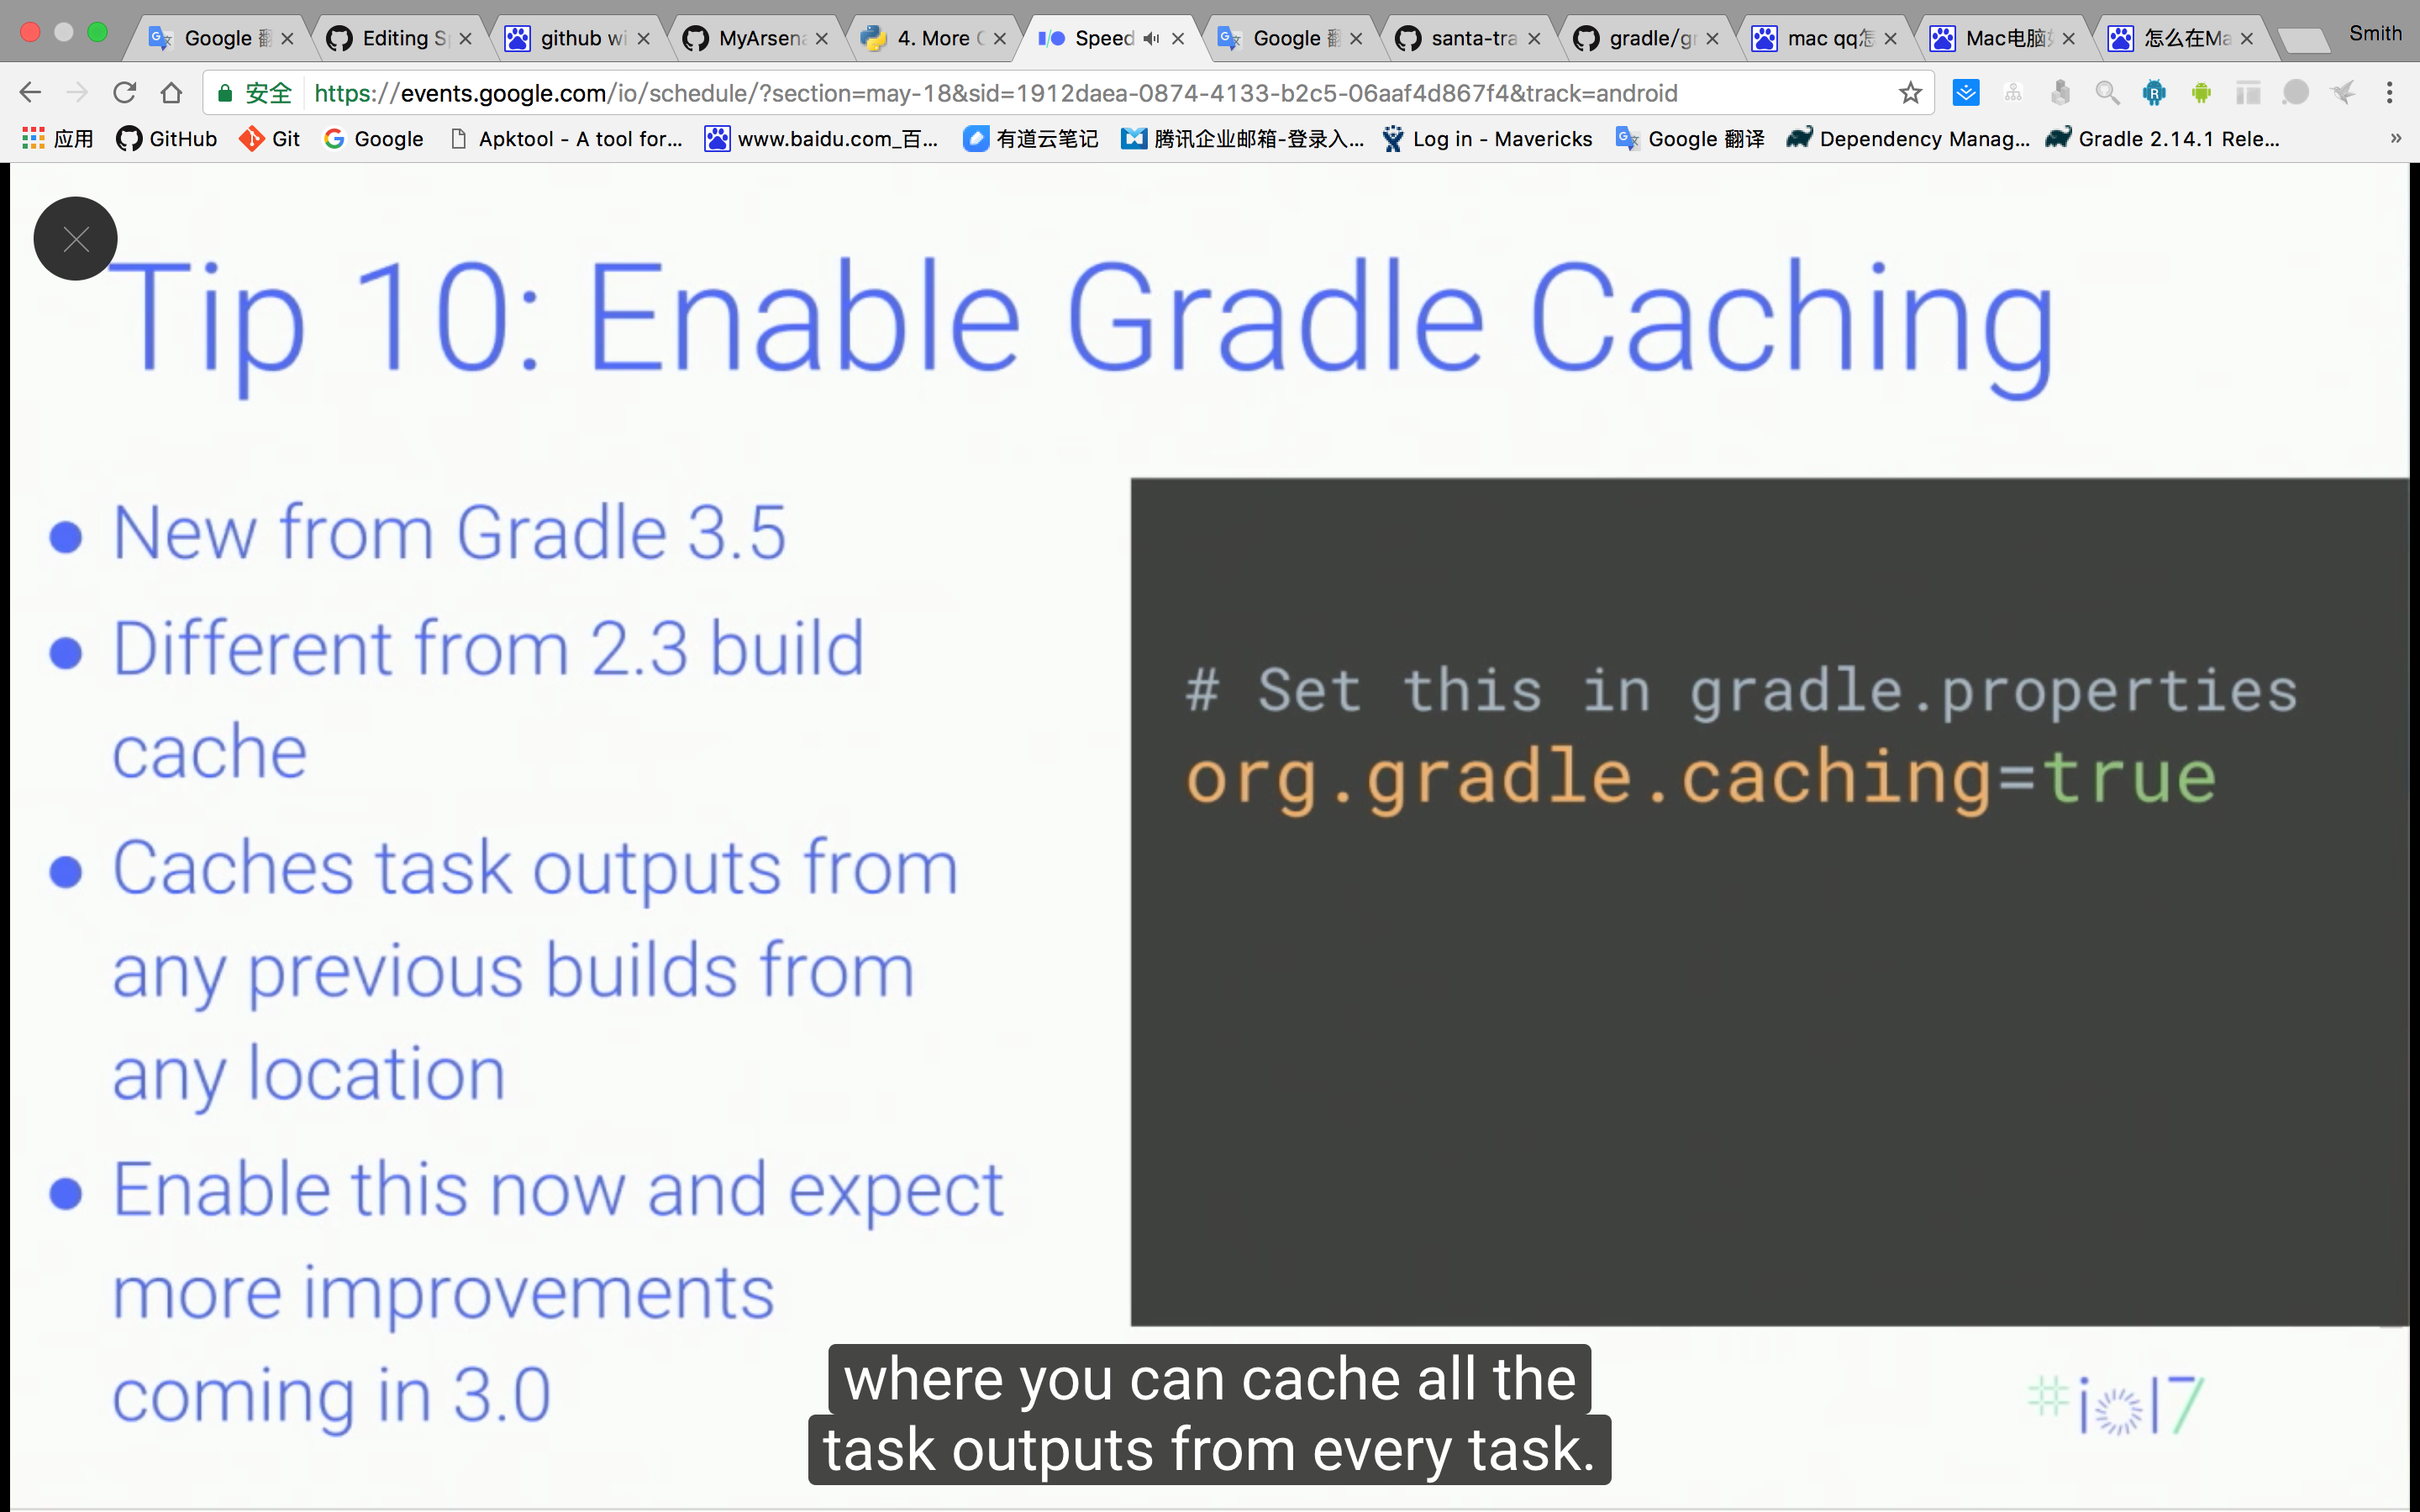 Google 翻
Editing S
github wi
MyArsena
4. More
Speed
Google 翻
santa-tra
gradle/gr
mac qq怎
Mac电脑如
怎么在Ma
Smith
安全 https://events.google.com/io/schedule/?section=may-18&sid=1912daea-0874-4133-b2c5-06aaf4d867f4&track=android
应用 GitHub Git Google Apktool - A tool for... www.baidu.com_百... 有道云笔记 腾讯企业邮箱-登录入... Log in - Mavericks Google 翻译 Dependency Manag... Gradle 2.14.1 Rele... »
Tip 10: Enable Gradle Caching
● New from Gradle 3.5
● Different from 2.3 build
cache
● Caches task outputs from
any previous builds from
any location
● Enable this now and expect
more improvements
coming in 3.0
# Set this in gradle.properties
org.gradle.caching=true
where you can cache all the
task outputs from every task.
#io17